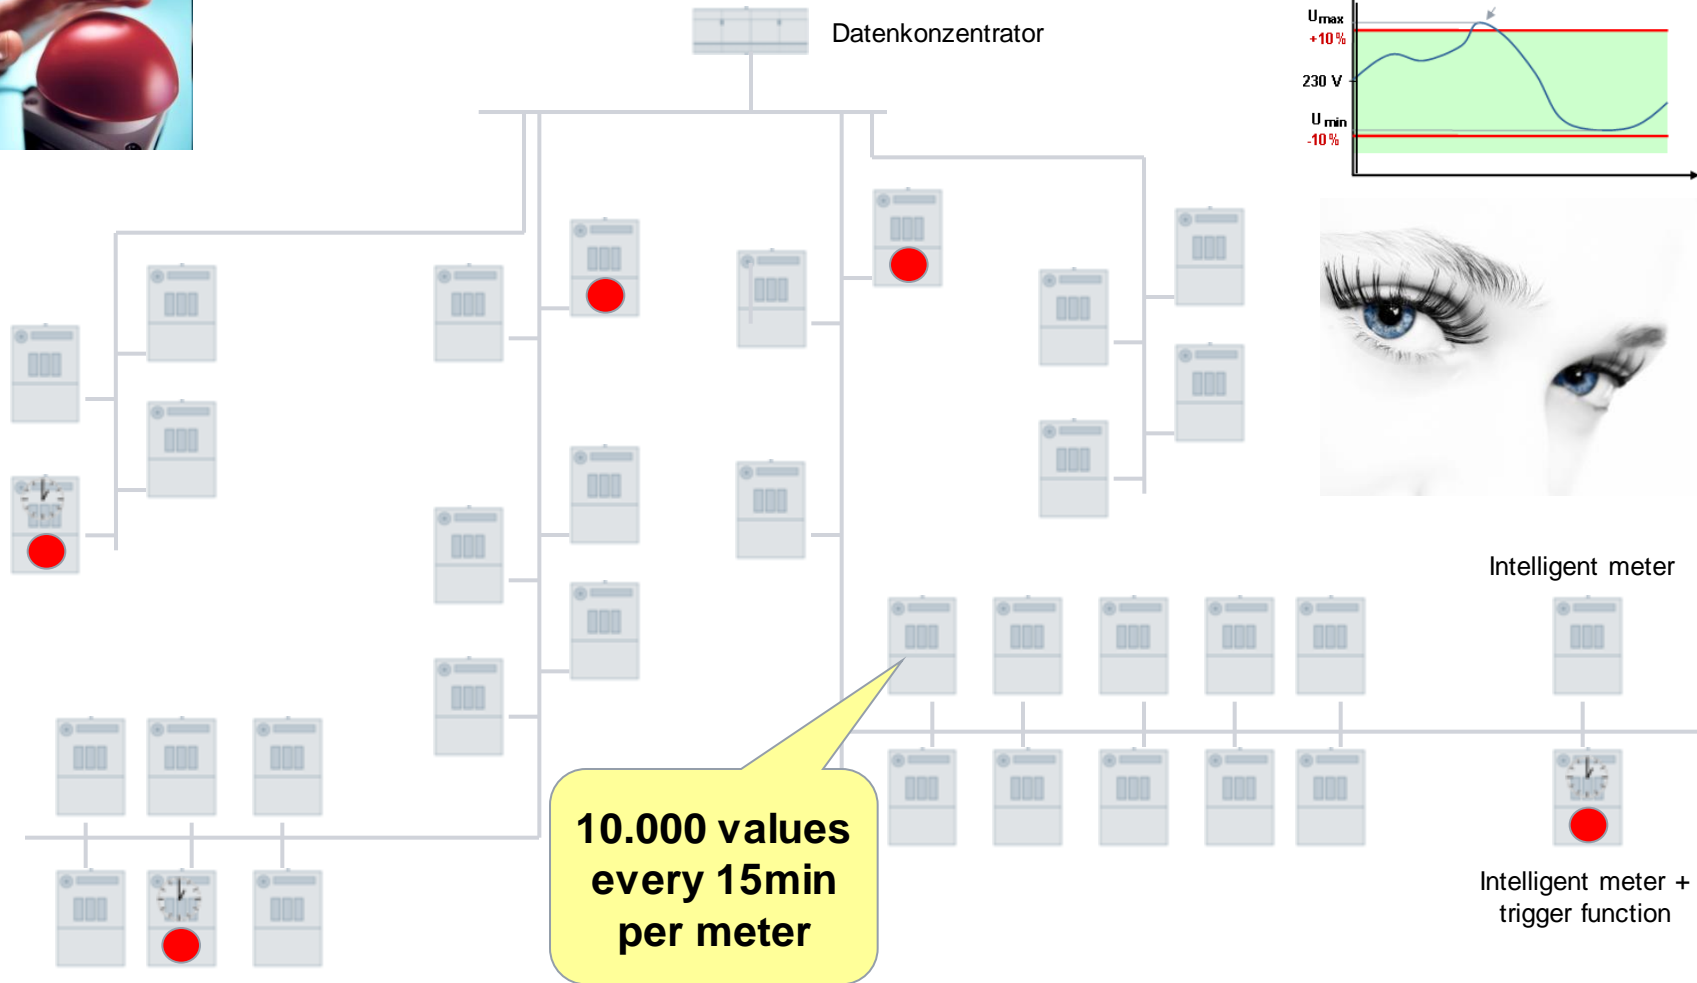 Datenkonzentrator
Umax
+10%
230 V
U min
-10%
Intelligent meter
10.000 values
every 15min
per meter
Intelligent meter +
trigger function